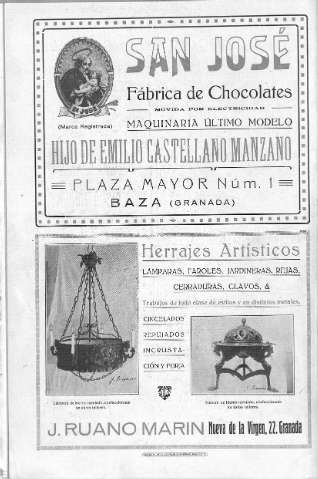 SAN JOSÉ
Fábrica de Chocolates
MOVIDA POR ELECTRICIDAD
(Marca Registrada)
MAQUINARIA ÚLTIMO MODELO
HIJO DE EMILIO CASTELLANO MANZANO
PLAZA MAYOR Núm. 1
BAZA (GRANADA)
Herrajes Artísticos
LÁMPARAS, FAROLES, JARDINERAS, REJAS,
CERRADURAS, CLAVOS, &
Trabajos de todo clase de estilos y en distintos metales,
CINCELADOS
REPUJADOS
INCRUSTA-
CIÓN Y FORJA
J. RUANO MARIN Nueva de la Virgen, 22. Granada